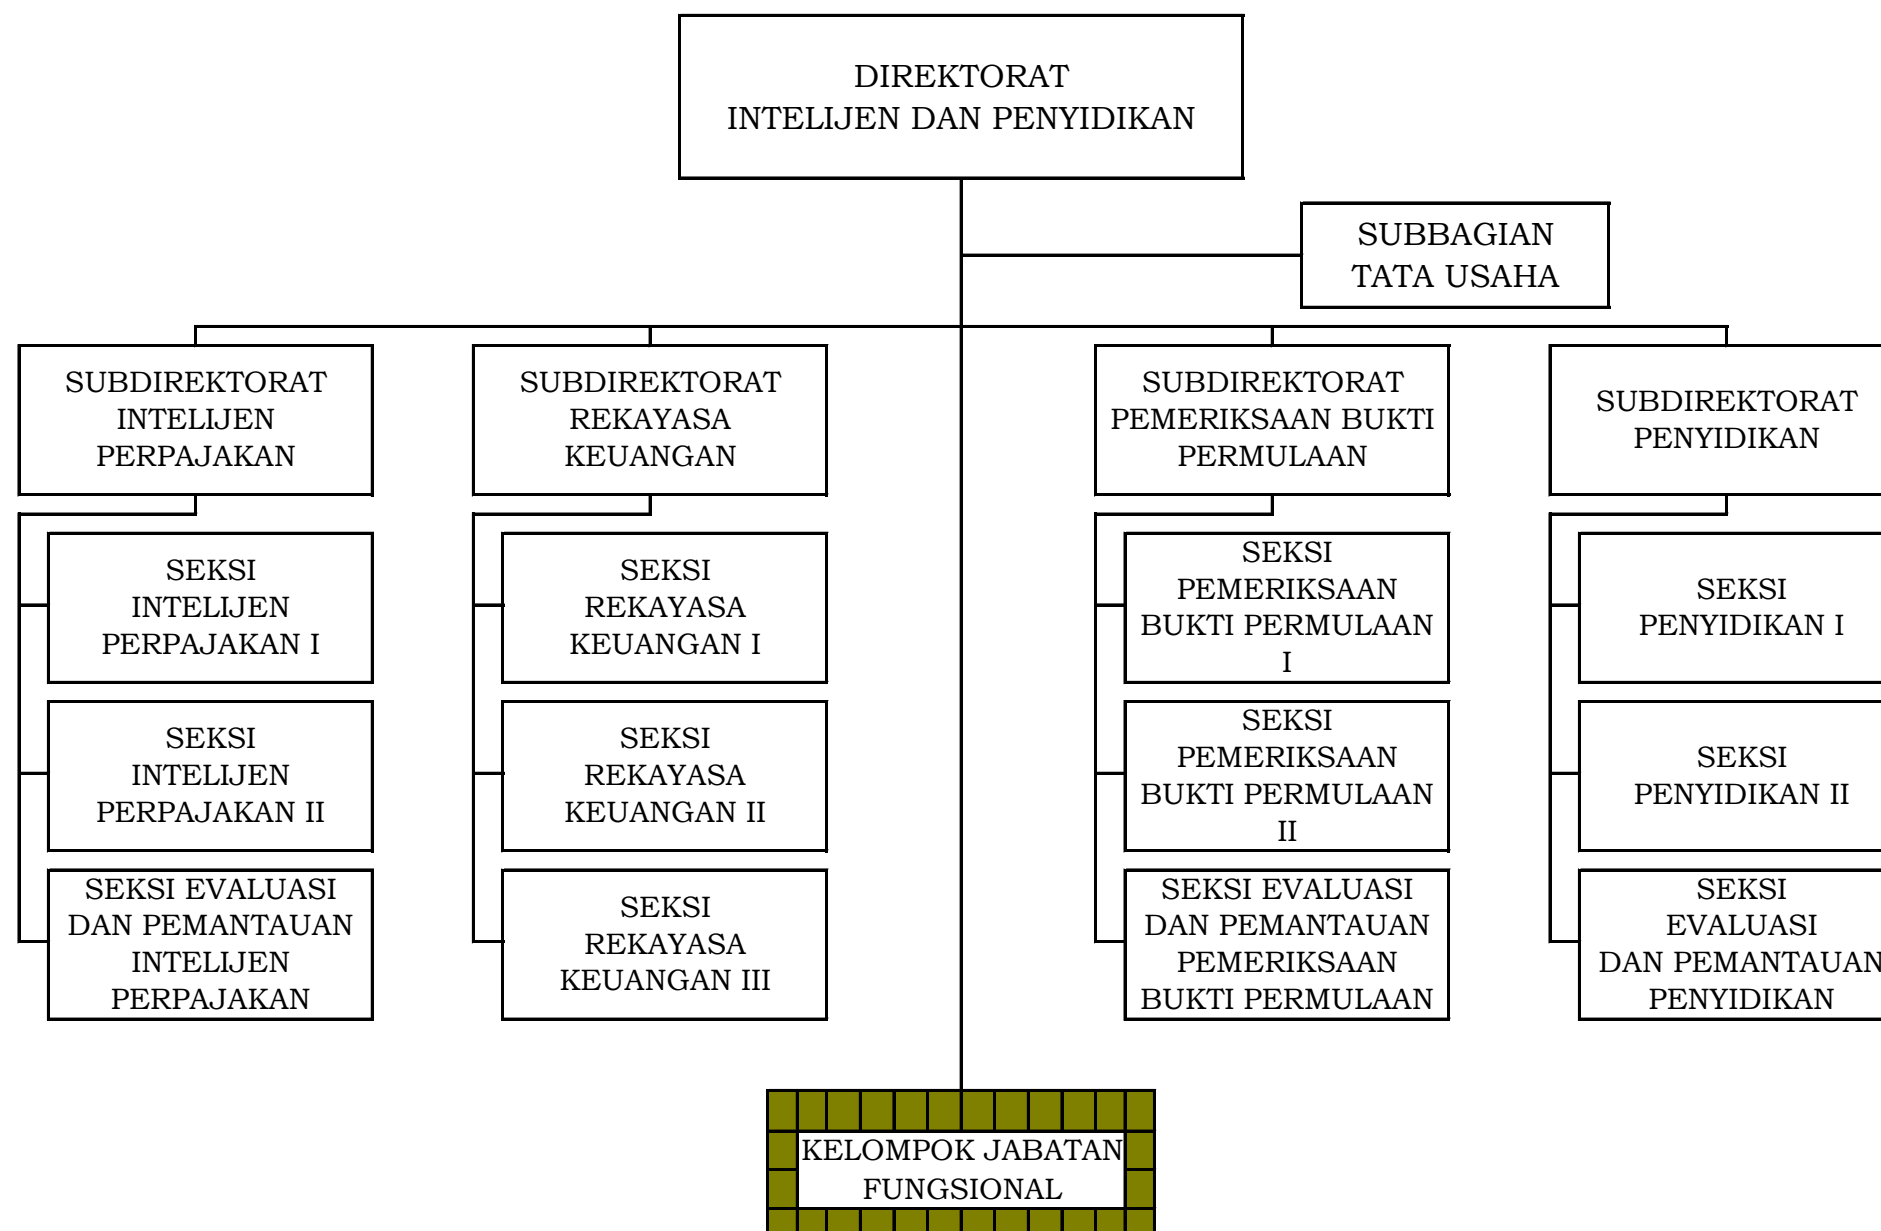 DIREKTORAT
INTELIJEN DAN PENYIDIKAN
SUBBAGIAN
TATA USAHA
SUBDIREKTORAT
INTELIJEN
PERPAJAKAN
SUBDIREKTORAT
REKAYASA
KEUANGAN
SUBDIREKTORAT
PEMERIKSAAN BUKTI
PERMULAAN
SUBDIREKTORAT
PENYIDIKAN
SEKSI
INTELIJEN
PERPAJAKAN I
SEKSI
REKAYASA
KEUANGAN I
SEKSI
PEMERIKSAAN
BUKTI PERMULAAN
I
SEKSI
PENYIDIKAN I
SEKSI
INTELIJEN
PERPAJAKAN II
SEKSI
REKAYASA
KEUANGAN II
SEKSI
PEMERIKSAAN
BUKTI PERMULAAN
II
SEKSI
PENYIDIKAN II
SEKSI EVALUASI
DAN PEMANTAUAN
INTELIJEN
PERPAJAKAN
SEKSI
REKAYASA
KEUANGAN III
SEKSI EVALUASI
DAN PEMANTAUAN
PEMERIKSAAN
BUKTI PERMULAAN
SEKSI
EVALUASI
DAN PEMANTAUAN
PENYIDIKAN
KELOMPOK JABATAN
FUNGSIONAL